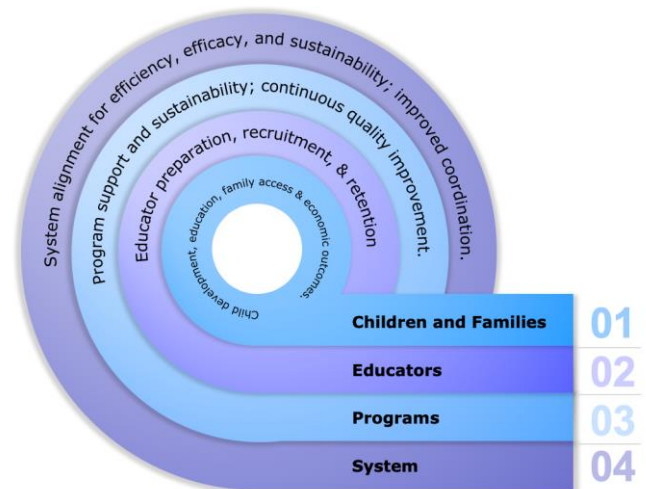 System alignment for efficiency, efficacy, and sustainability; improved coordination.
Program support and sustainability; continuous quality improvement.
Educator preparation, recruitment, & retention
Child development, education, family access & economic outcomes.
Children and Families 01
Educators 02
Programs 03
System 04